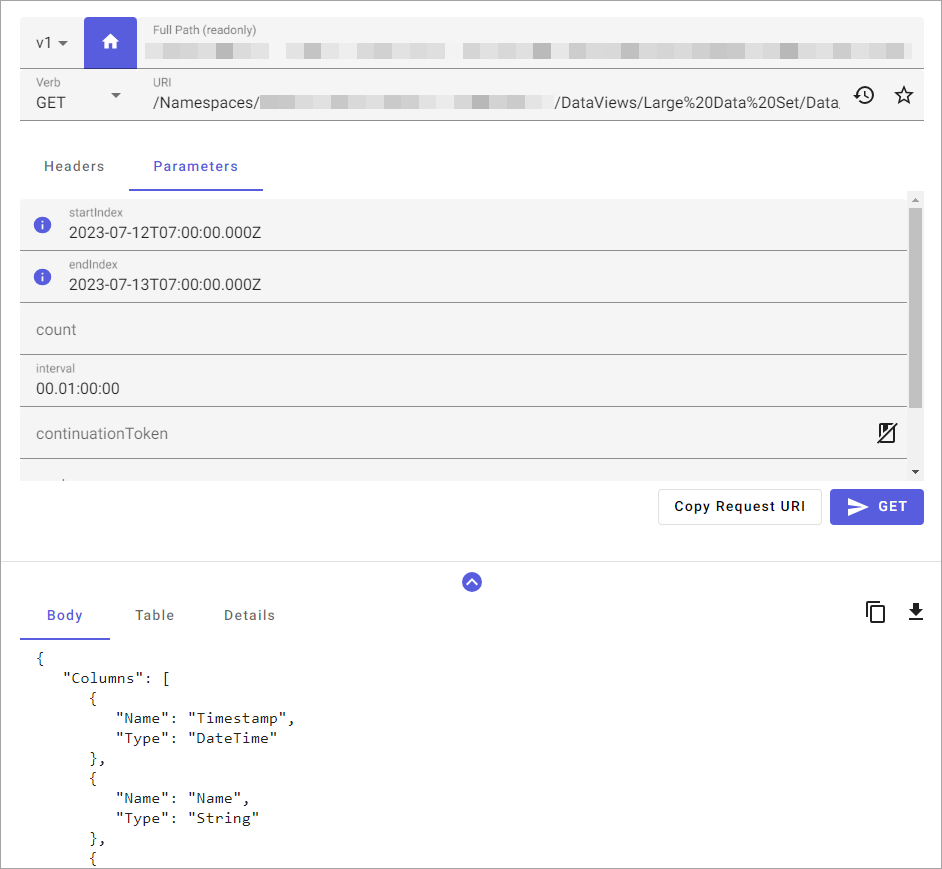 v1
Full Path (readonly)
Verb
GET
URI
/Namespaces/
/DataViews/Large%20Data%20Set/Data
Headers
Parameters
startIndex
2023-07-12T07:00:00.000Z
endIndex
2023-07-13T07:00:00.000Z
count
interval
00.01:00:00
continuationToken
Copy Request URI
GET
Body
Table
Details
{
"Columns": [
{
"Name": "Timestamp",
"Type": "DateTime"
},
{
"Name": "Name",
"Type": "String"
},
{